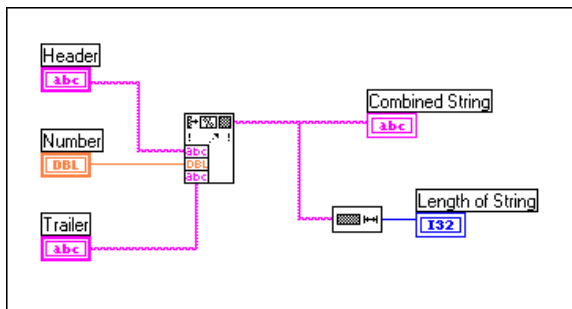 Header
abc
Number
DBL
Trailer
abc
%
! !
abc
DBL
abc
Combined String
abc
Length of String
I32